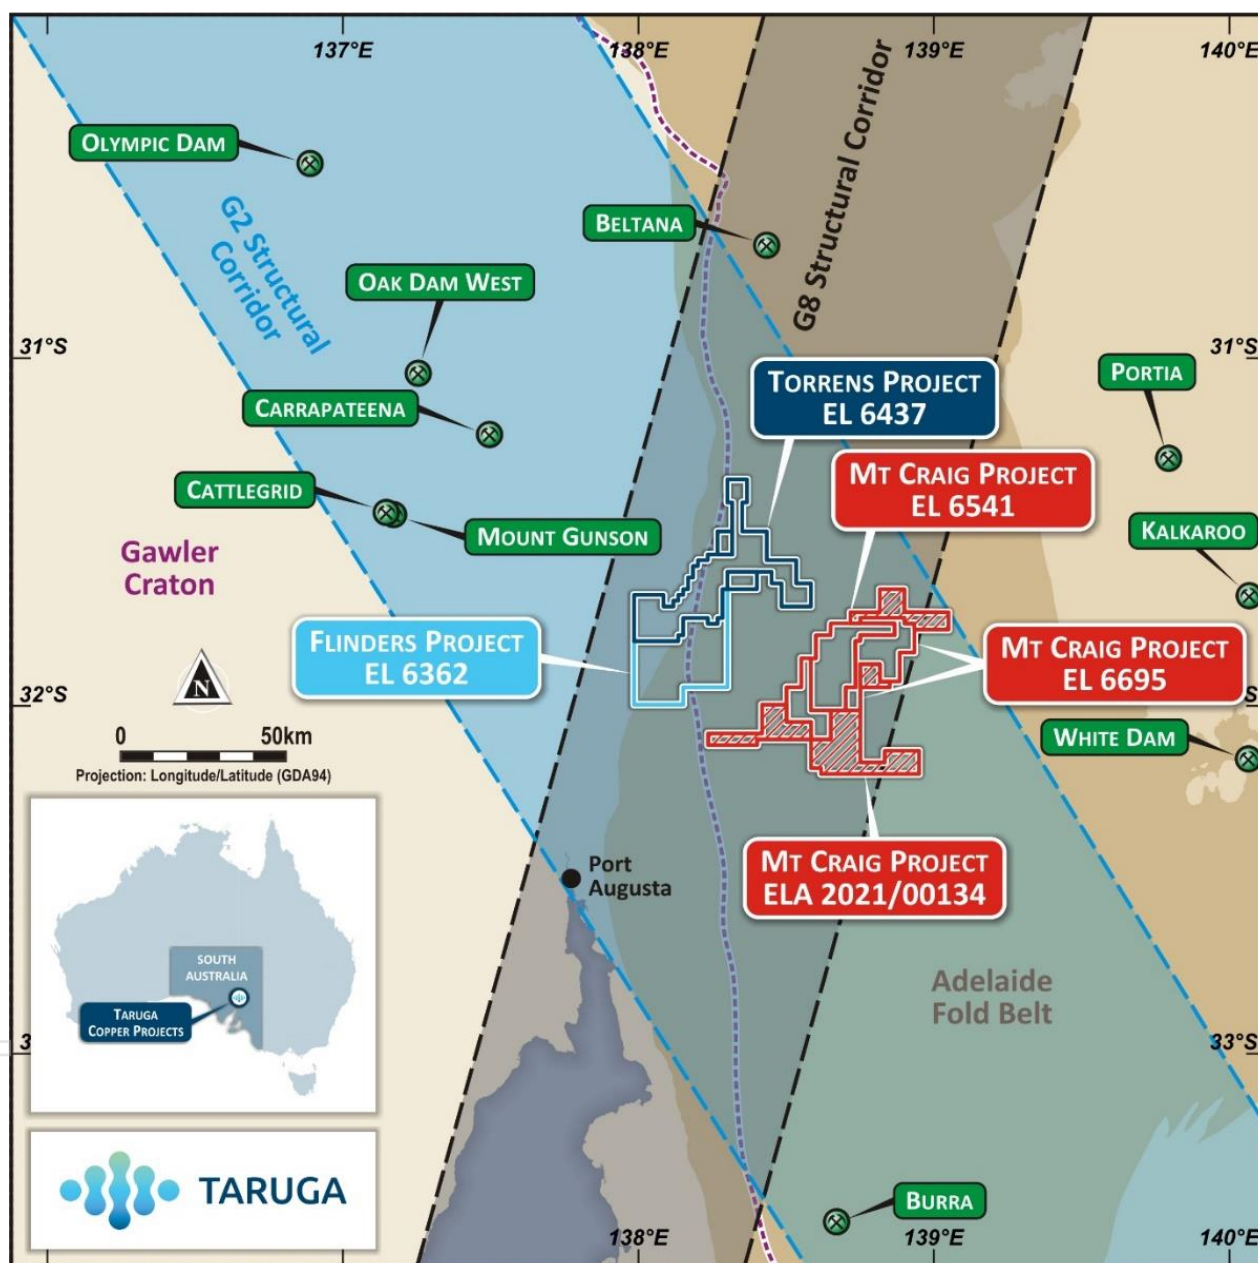 137°E
138°E
139°E
140°E
OLYMPIC DAM
G2 Structural
Corridor
BELTANA
G8 Structural Corridor
OAK DAM WEST
31°S
31°S
CARRAPATEENA
TORRENS PROJECT
EL 6437
PORTIA
CATTLEGRID
MOUNT GUNSON
MT CRAIG PROJECT
EL 6541
KALKAROO
Gawler
Craton
FLINDERS PROJECT
EL 6362
MT CRAIG PROJECT
EL 6695
N
32°S
0 50km
Projection: Longitude/Latitude (GDA94)
WHITE DAM
MT CRAIG PROJECT
ELA 2021/00134
Port
Augusta
SOUTH
AUSTRALIA
TARUGA
COPPER PROJECTS
Adelaide
Fold Belt
33°S
TARUGA
BURRA
138°E
139°E
140°E